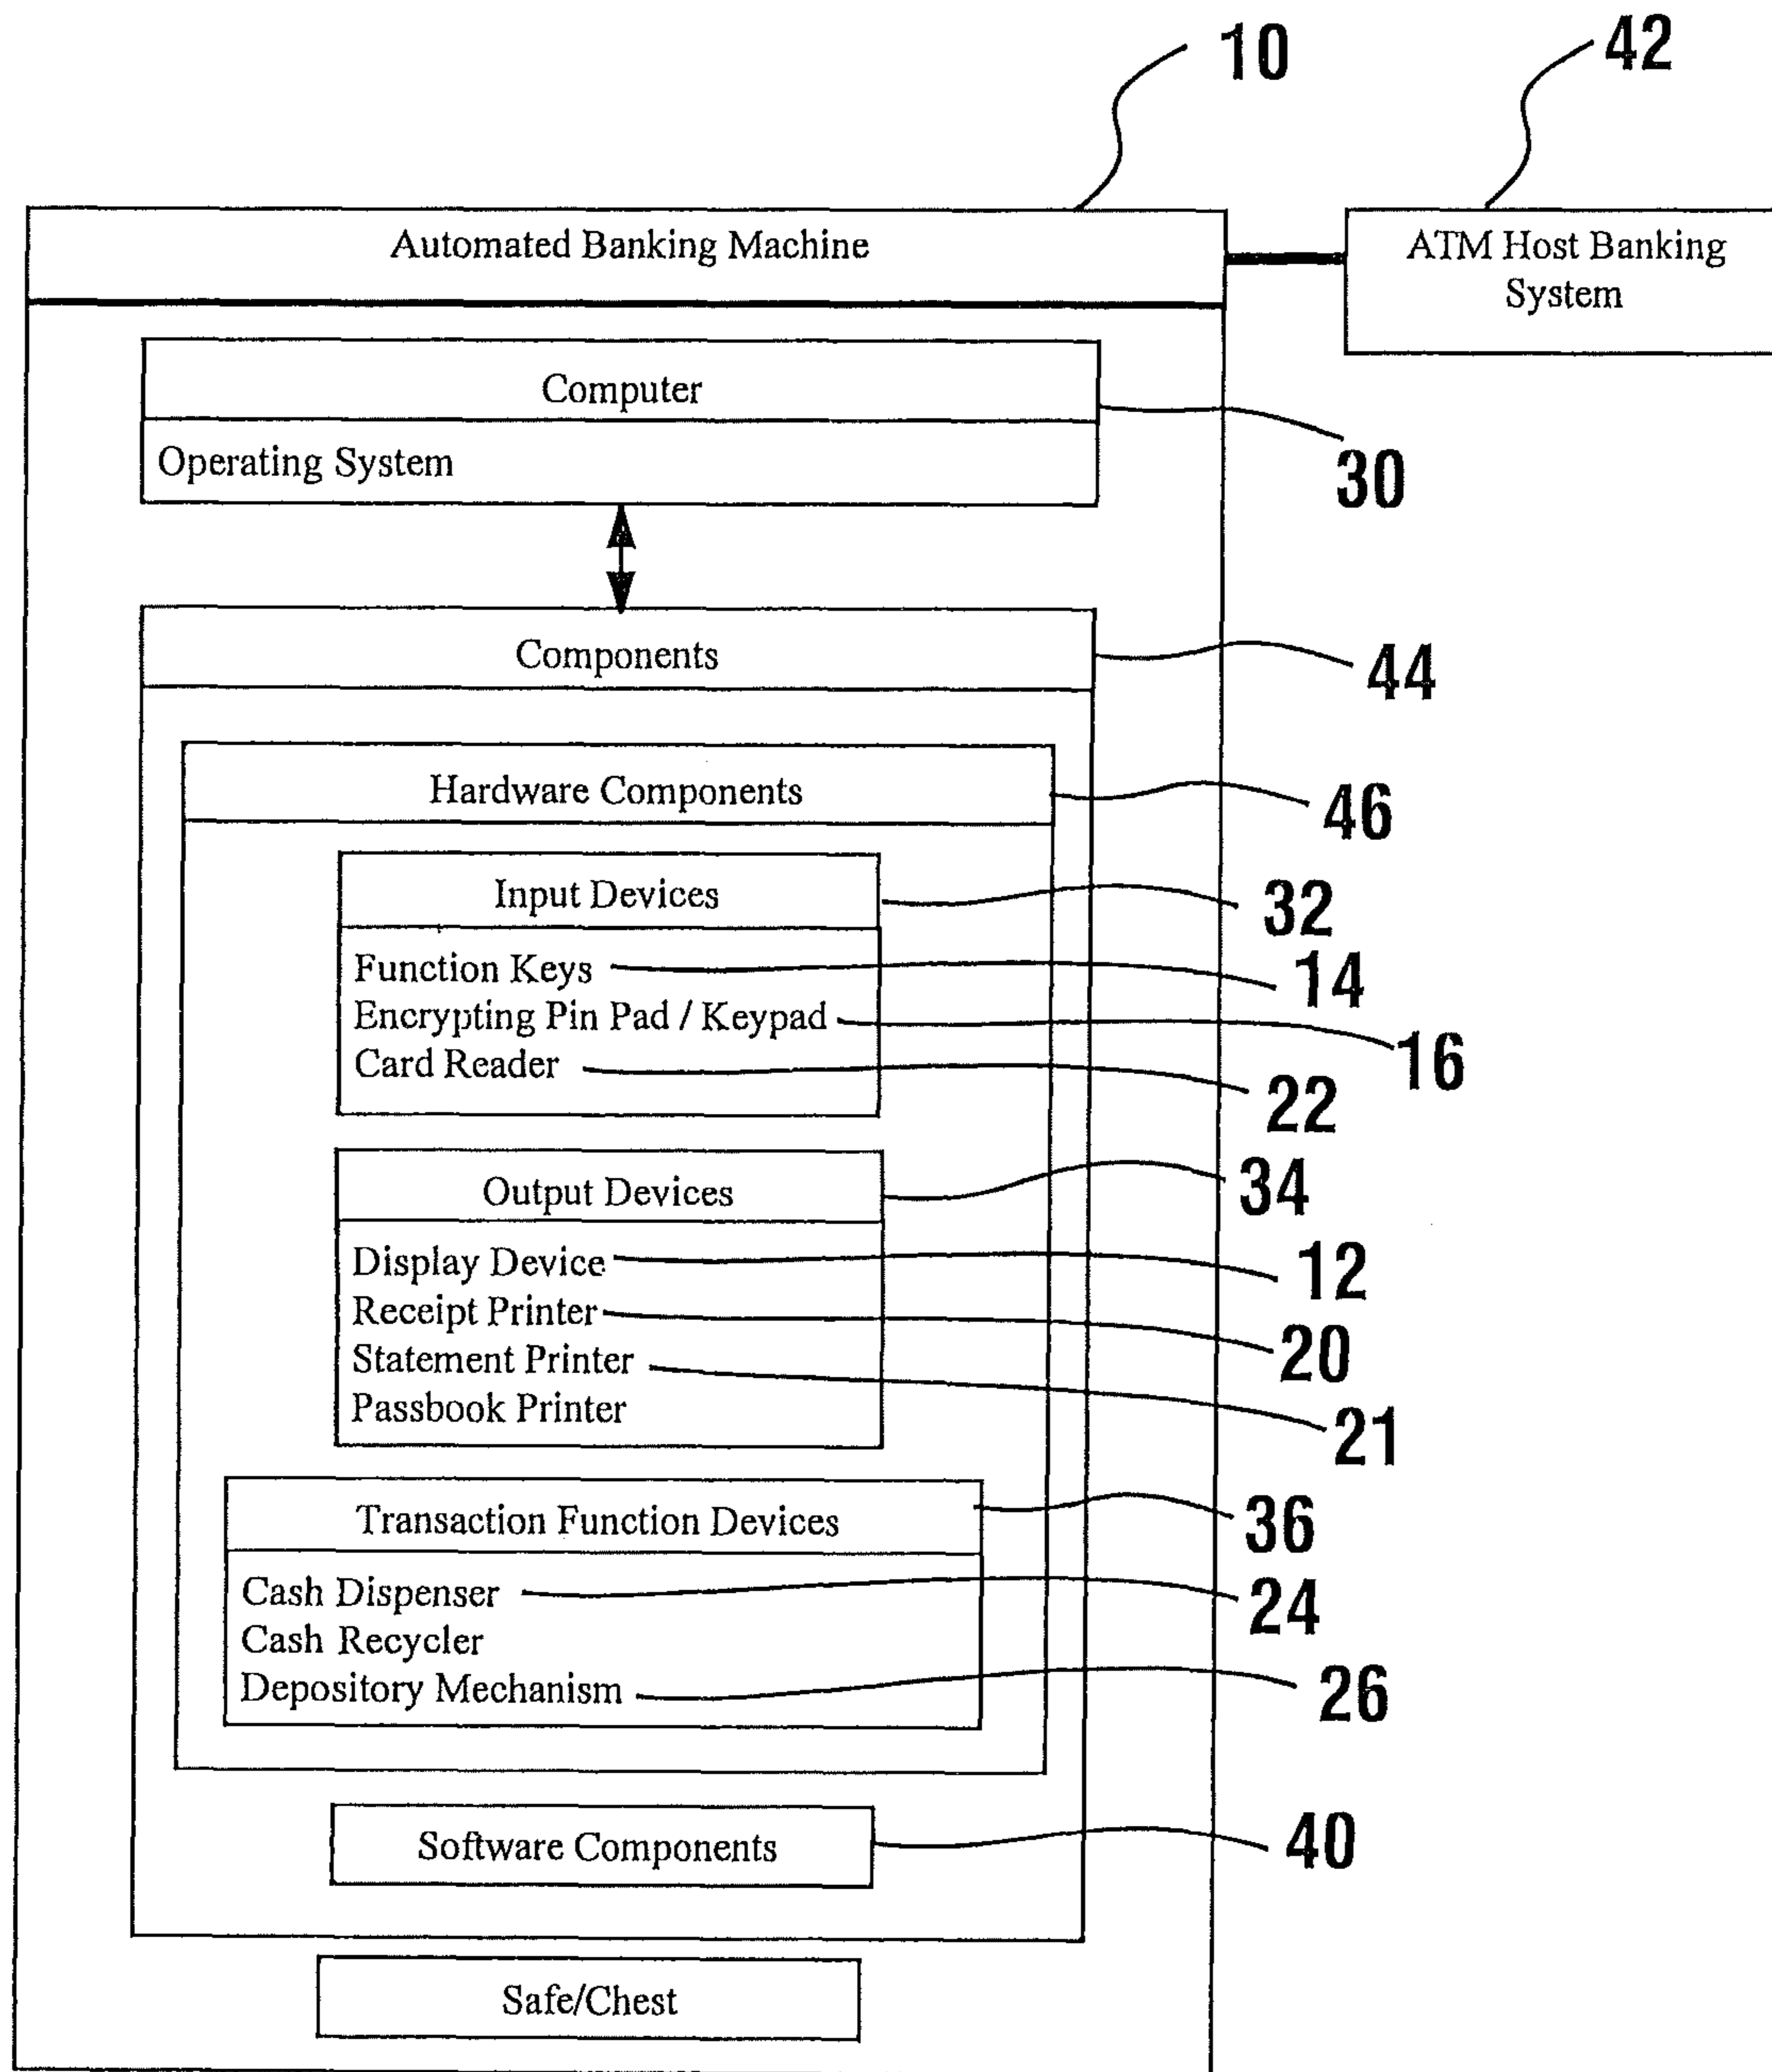 10
42
Automated Banking Machine
ATM Host Banking
System
Computer
30
Operating System
Components
44
Hardware Components
46
Input Devices
32
Function Keys
14
Encrypting Pin Pad / Keypad
16
Card Reader
22
Output Devices
34
Display Device
12
Receipt Printer
20
Statement Printer
21
Passbook Printer
Transaction Function Devices
36
Cash Dispenser
24
Cash Recycler
Depository Mechanism
26
Software Components
40
Safe/Chest